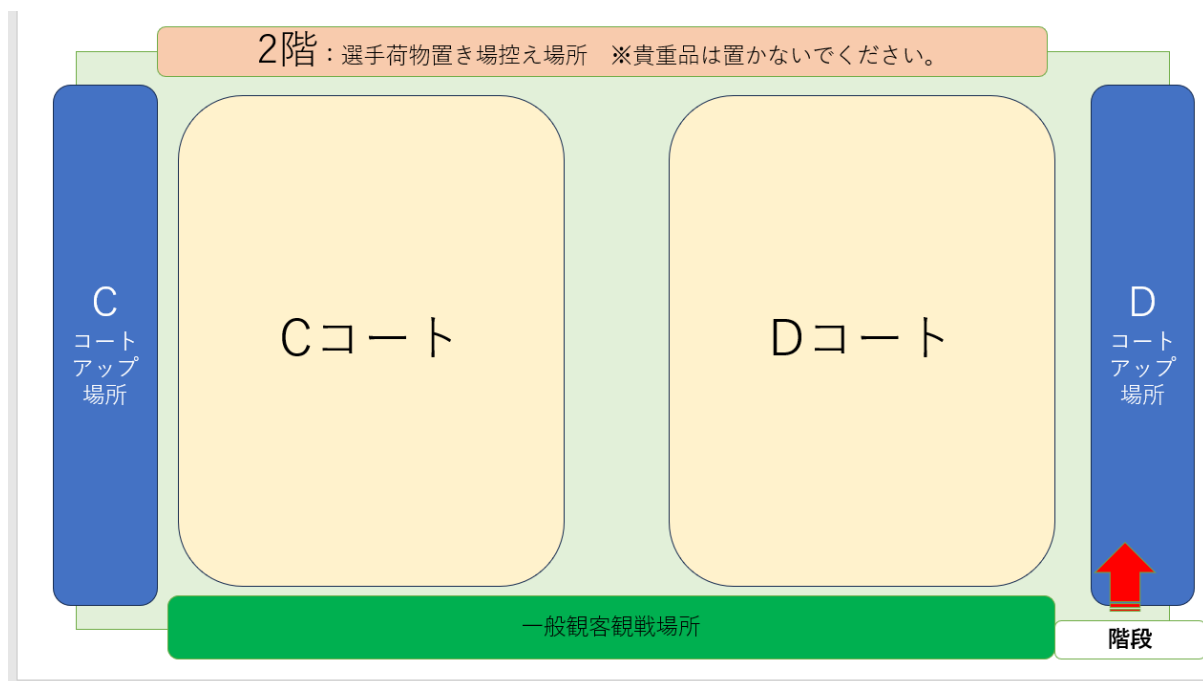 2階：選手荷物置き場控え場所　※貴重品は置かないでください。
C
コート
アップ
場所
Cコート
Dコート
D
コート
アップ
場所
一般観客観戦場所
階段